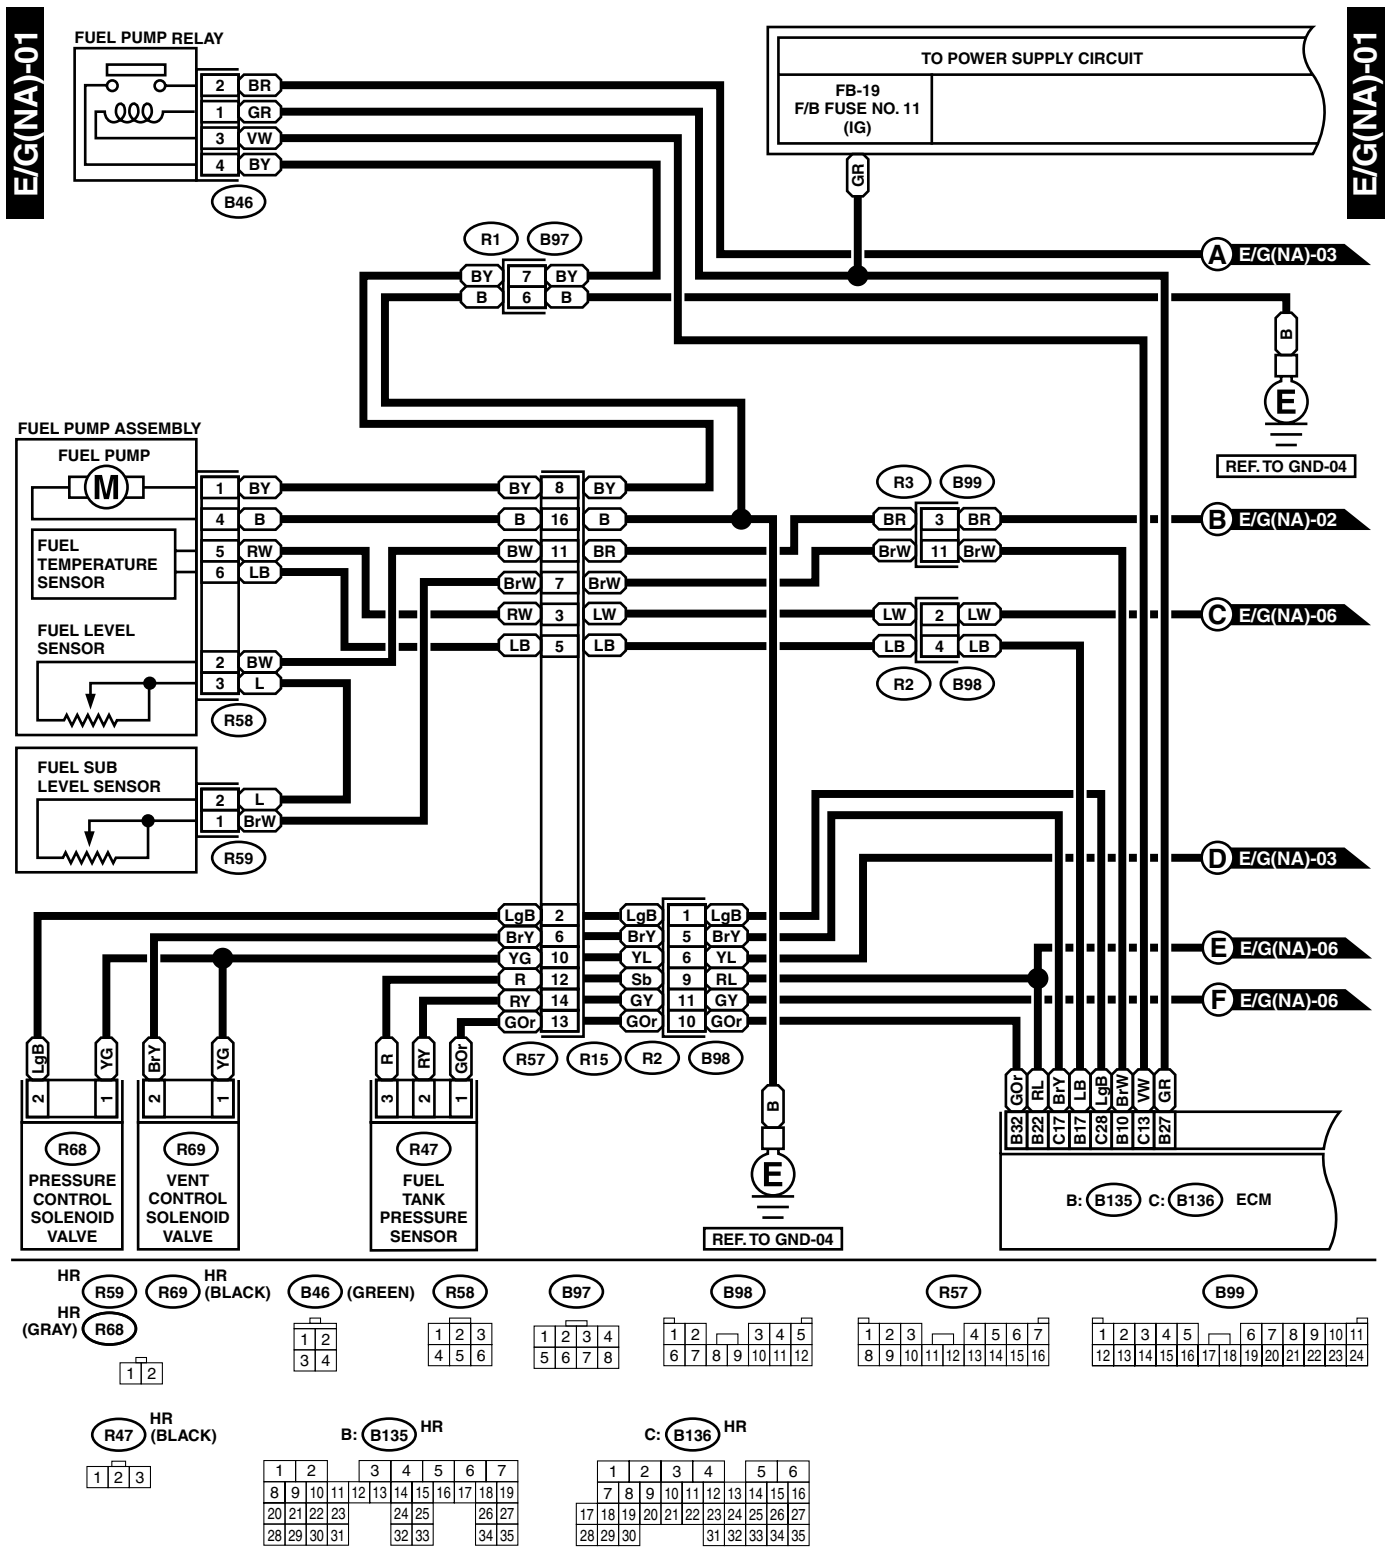 E/G(NA)-01
E/G(NA)-01
FUEL PUMP RELAY
2 BR
1 GR
3 VW
4 BY
B46
TO POWER SUPPLY CIRCUIT
FB-19
F/B FUSE NO. 11
(IG)
GR
R1 B97
BY 7 BY
B 6 B
A E/G(NA)-03
B
E
REF. TO GND-04
FUEL PUMP ASSEMBLY
FUEL PUMP
M
1 BY
4 B
FUEL
TEMPERATURE
SENSOR
5 RW
6 LB
FUEL LEVEL
SENSOR
2 BW
3 L
R58
FUEL SUB
LEVEL SENSOR
2 L
1 BrW
R59
BY 8 BY
B 16 B
BW 11 BR
BrW 7 BrW
RW 3 LW
LB 5 LB
R3 B99
BR 3 BR
BrW 11 BrW
LW 2 LW
LB 4 LB
R2 B98
B E/G(NA)-02
C E/G(NA)-06
D E/G(NA)-03
E E/G(NA)-06
F E/G(NA)-06
LgB 2 LgB 1 LgB
BrY 6 BrY 5 BrY
YG 10 YL 6 YL
R 12 Sb 9 RL
RY 14 GY 11 GY
GOr 13 GOr 10 GOr
R57 R15 R2 B98
LgB YG BrY YG R RY GOr
2 1 2 1 3 2 1
R68
PRESSURE
CONTROL
SOLENOID
VALVE
R69
VENT
CONTROL
SOLENOID
VALVE
R47
FUEL
TANK
PRESSURE
SENSOR
B
E
REF. TO GND-04
GOr RL BrY LB LgB BrW VW GR
B32 B22 C17 B17 C28 B10 C13 B27
B: B135 C: B136 ECM
HR R59
HR (GRAY) R68
1 2
R69 HR (BLACK)
B46 (GREEN)
1 2
3 4
R58
1 2 3
4 5 6
B97
1 2 3 4
5 6 7 8
B98
1 2 3 4 5
6 7 8 9 10 11 12
R57
1 2 3 4 5 6 7
8 9 10 11 12 13 14 15 16
B99
1 2 3 4 5 6 7 8 9 10 11
12 13 14 15 16 17 18 19 20 21 22 23 24
R47 HR (BLACK)
1 2 3
B: B135 HR
1 2 3 4 5 6 7
8 9 10 11 12 13 14 15 16 17 18 19
20 21 22 23 24 25 26 27
28 29 30 31 32 33 34 35
C: B136 HR
1 2 3 4 5 6
7 8 9 10 11 12 13 14 15 16
17 18 19 20 21 22 23 24 25 26 27
28 29 30 31 32 33 34 35